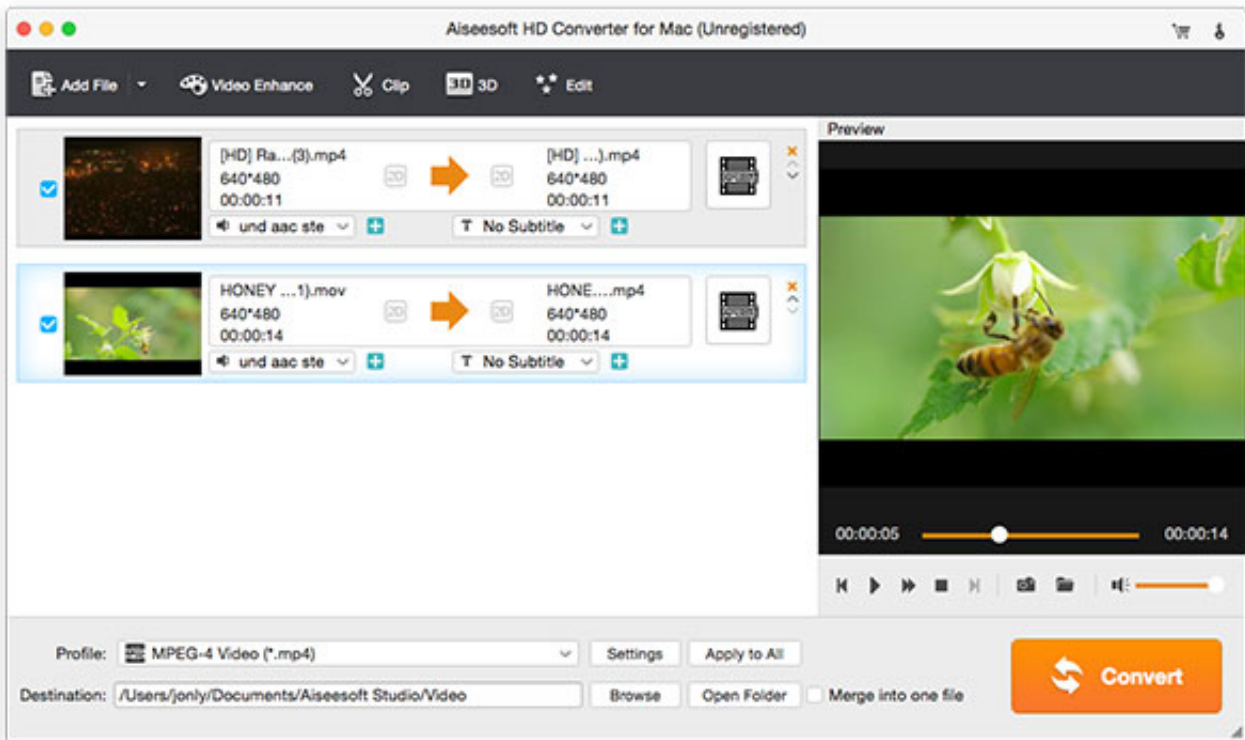 Aiseesoft HD Converter for Mac (Unregistered)
Add File Video Enhance Clip 3D 3D Edit
Preview
[HD] Ra...(3).mp4 [HD] ...).mp4
640*480 2D 2D 640*480
00:00:11 00:00:11
und aac ste T No Subtitle
HONEY ...1).mov HONE....mp4
640*480 2D 2D 640*480
00:00:14 00:00:14
und aac ste T No Subtitle
00:00:05 00:00:14
Profile: MPEG-4 Video (*.mp4) Settings Apply to All
Destination: /Users/jonly/Documents/Aiseesoft Studio/Video Browse Open Folder Merge into one file
Convert